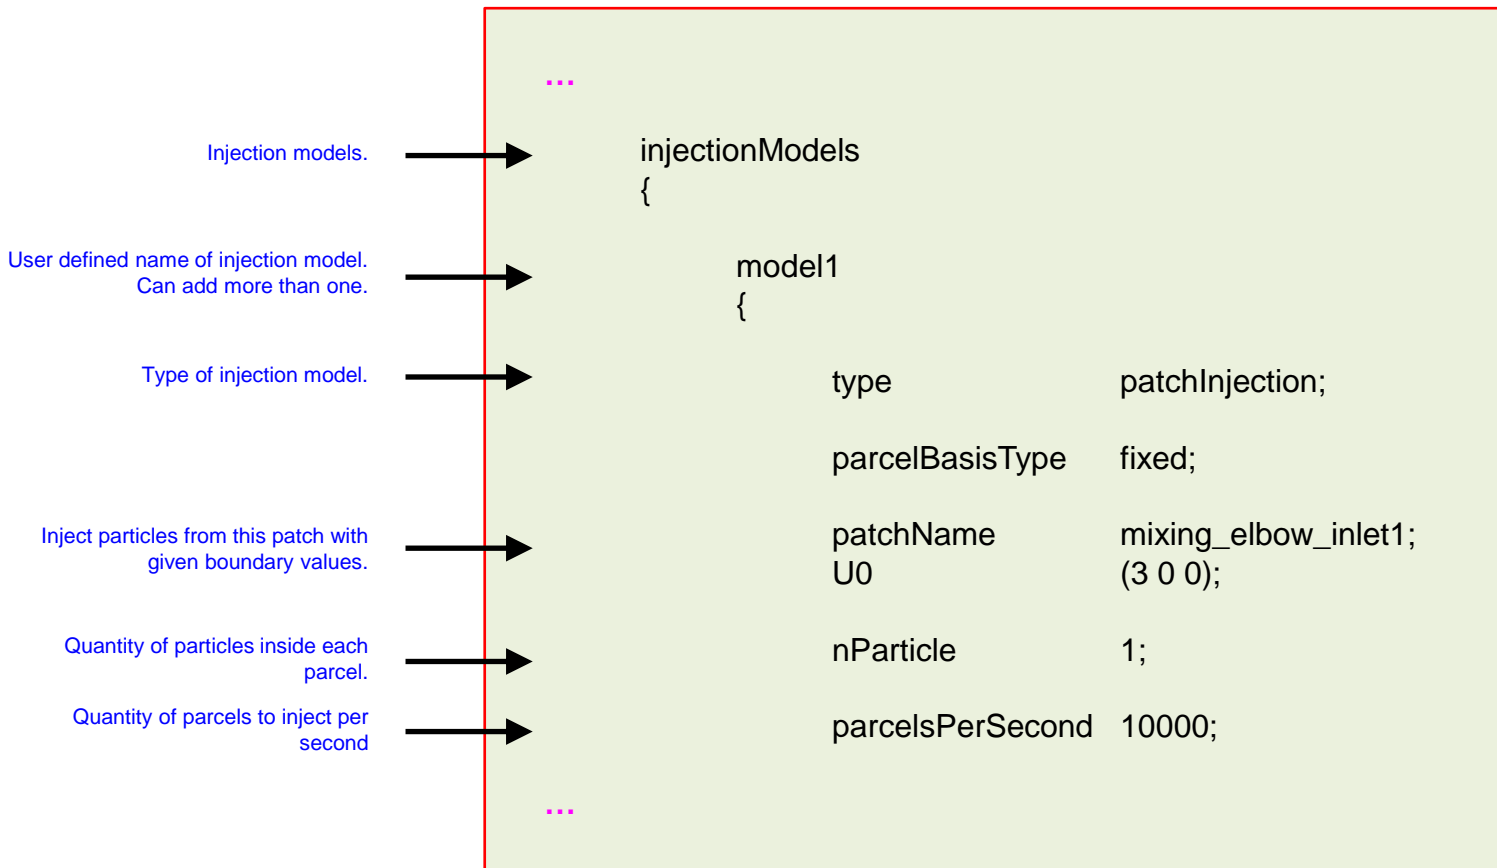 ...
Injection models.
injectionModels
{
User defined name of injection model.
Can add more than one.
model1
{
Type of injection model.
type patchInjection;
parcelBasisType fixed;
Inject particles from this patch with
given boundary values.
patchName mixing_elbow_inlet1;
U0 (3 0 0);
Quantity of particles inside each
parcel.
nParticle 1;
Quantity of parcels to inject per
second
parcelsPerSecond 10000;
...